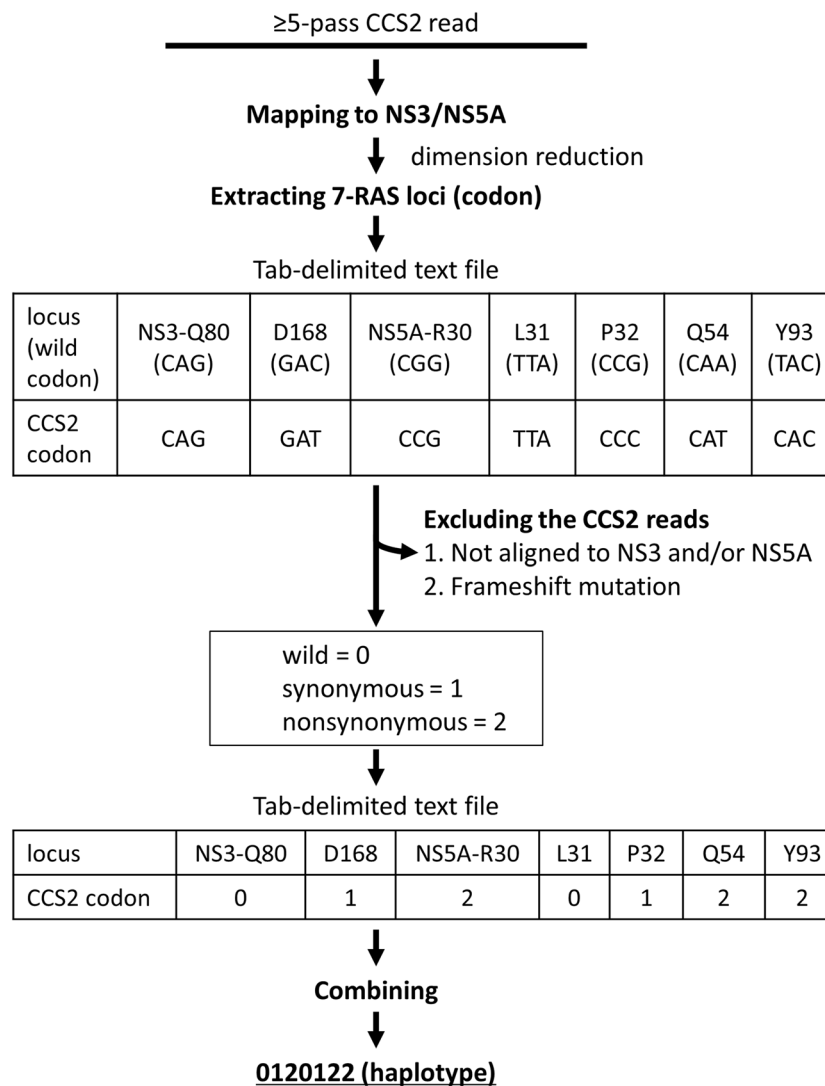 ≥5-pass CCS2 read
Mapping to NS3/NS5A
dimension reduction
Extracting 7-RAS loci (codon)
Tab-delimited text file
locus (wild codon) NS3-Q80 (CAG) D168 (GAC) NS5A-R30 (CGG) L31 (TTA) P32 (CCG) Q54 (CAA) Y93 (TAC)
CCS2 codon CAG GAT CCG TTA CCC CAT CAC
Excluding the CCS2 reads
1. Not aligned to NS3 and/or NS5A
2. Frameshift mutation
wild = 0
synonymous = 1
nonsynonymous = 2
Tab-delimited text file
locus NS3-Q80 D168 NS5A-R30 L31 P32 Q54 Y93
CCS2 codon 0 1 2 0 1 2 2
Combining
0120122 (haplotype)